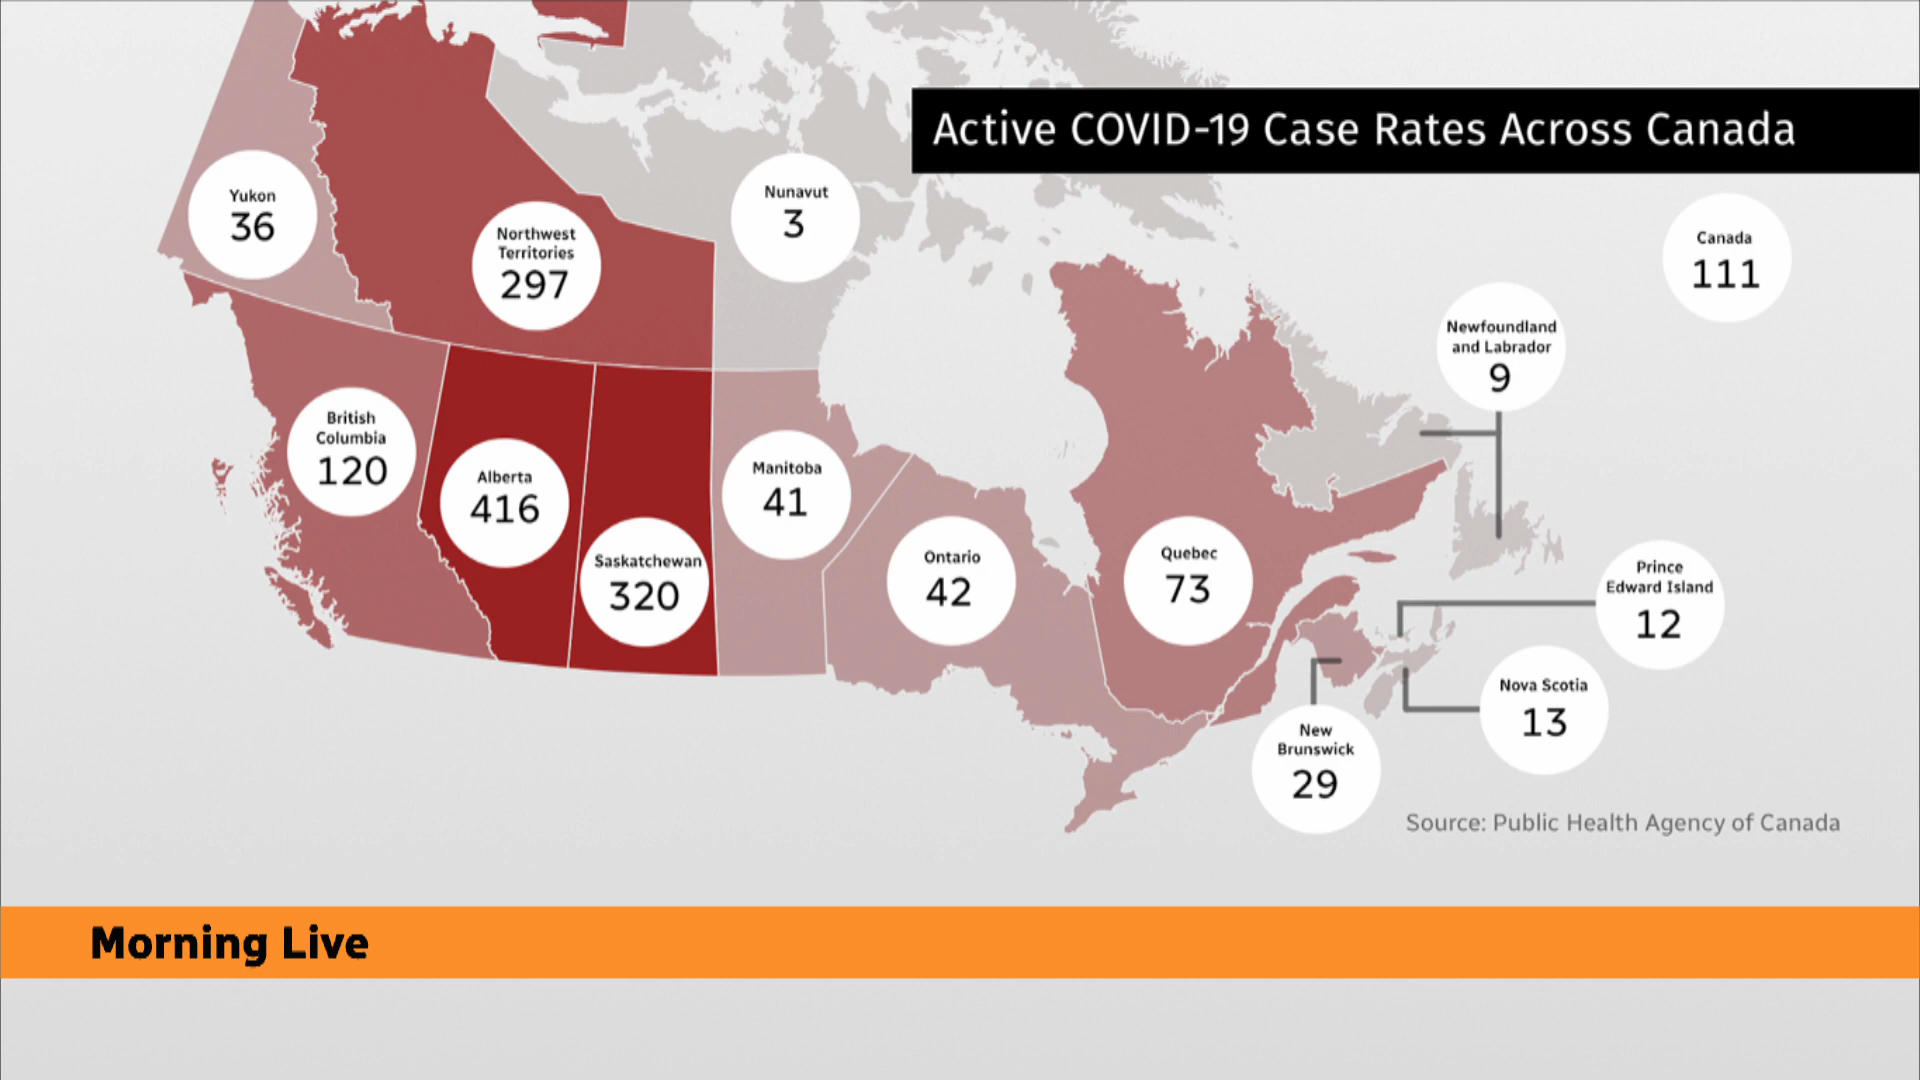 Active COVID-19 Case Rates Across Canada
Yukon
36
Northwest
Territories
297
Nunavut
3
Canada
111
Newfoundland
and Labrador
9
British
Columbia
120
Alberta
416
Saskatchewan
320
Manitoba
41
Ontario
42
Quebec
73
Prince
Edward Island
12
Nova Scotia
13
New
Brunswick
29
Source: Public Health Agency of Canada
Morning Live